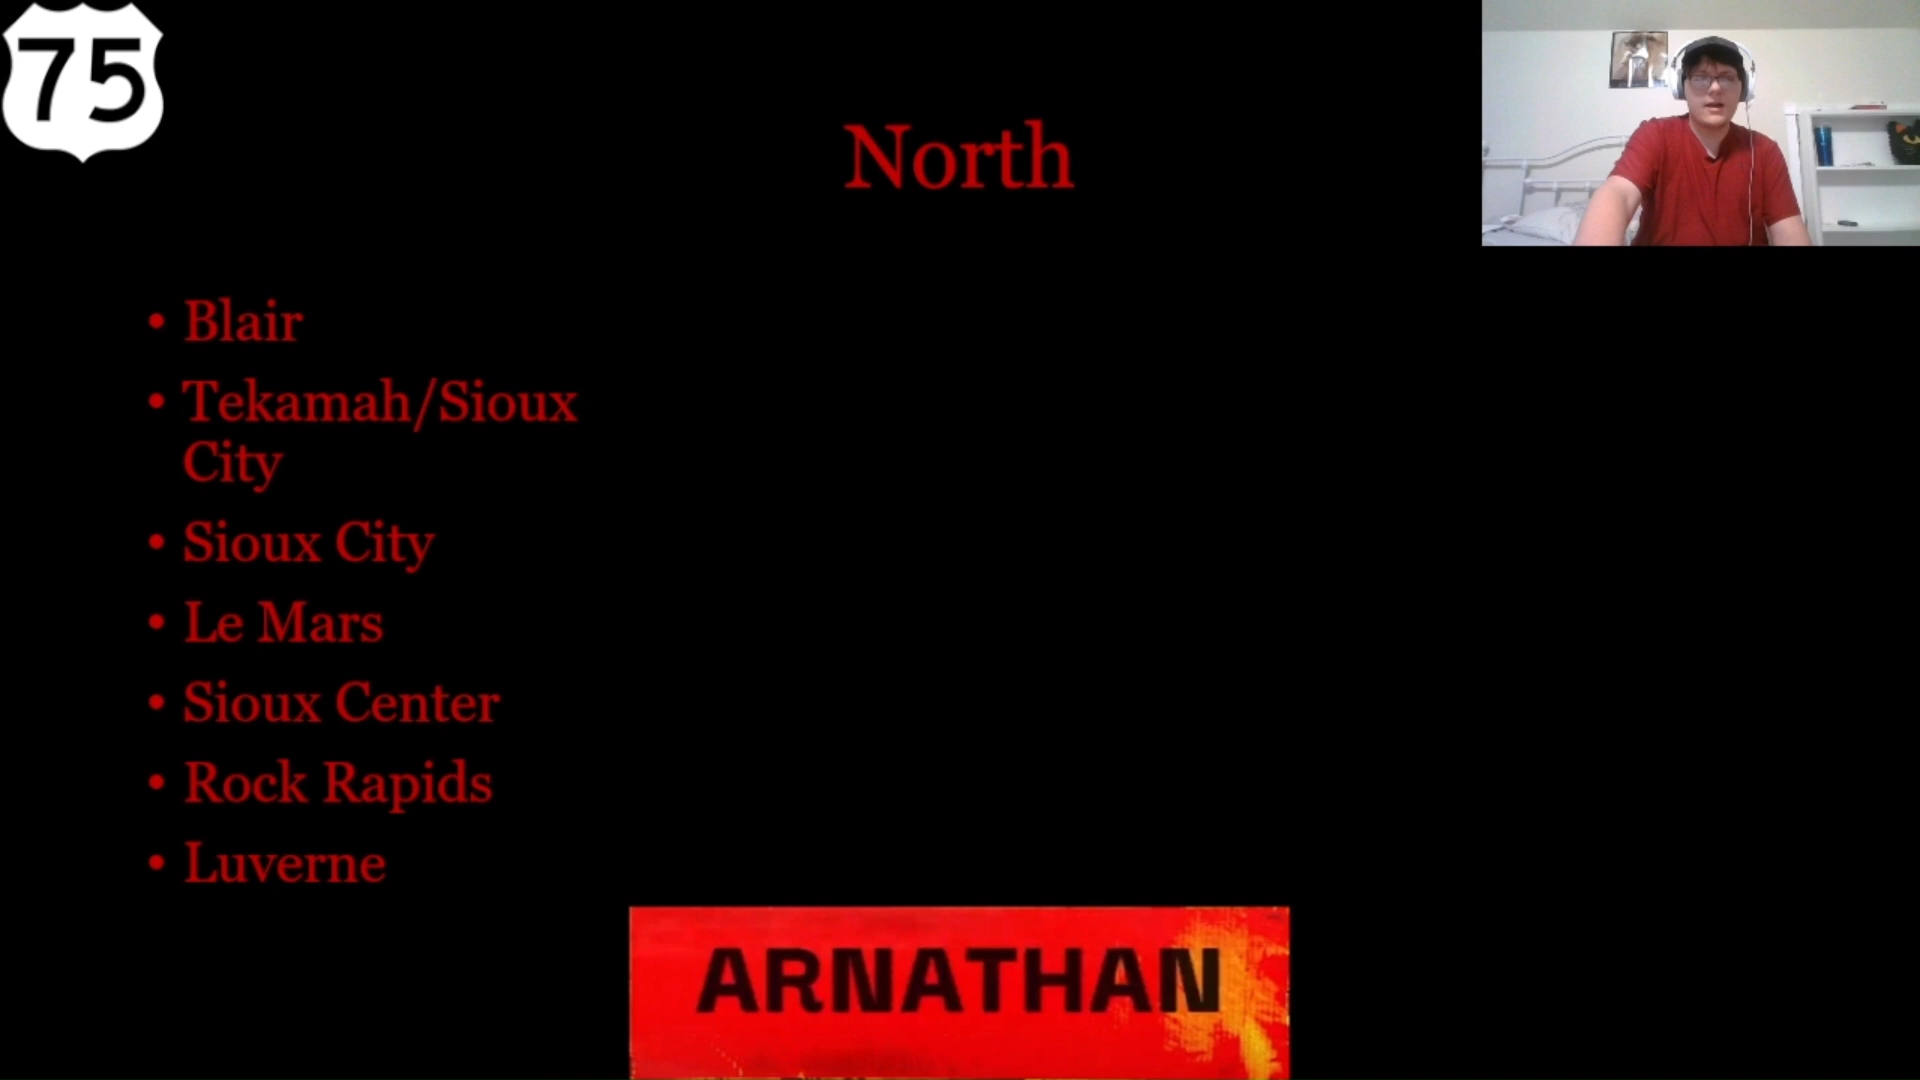 75
North
• Blair
• Tekamah/Sioux
City
• Sioux City
• Le Mars
• Sioux Center
• Rock Rapids
• Luverne
ARNATHAN